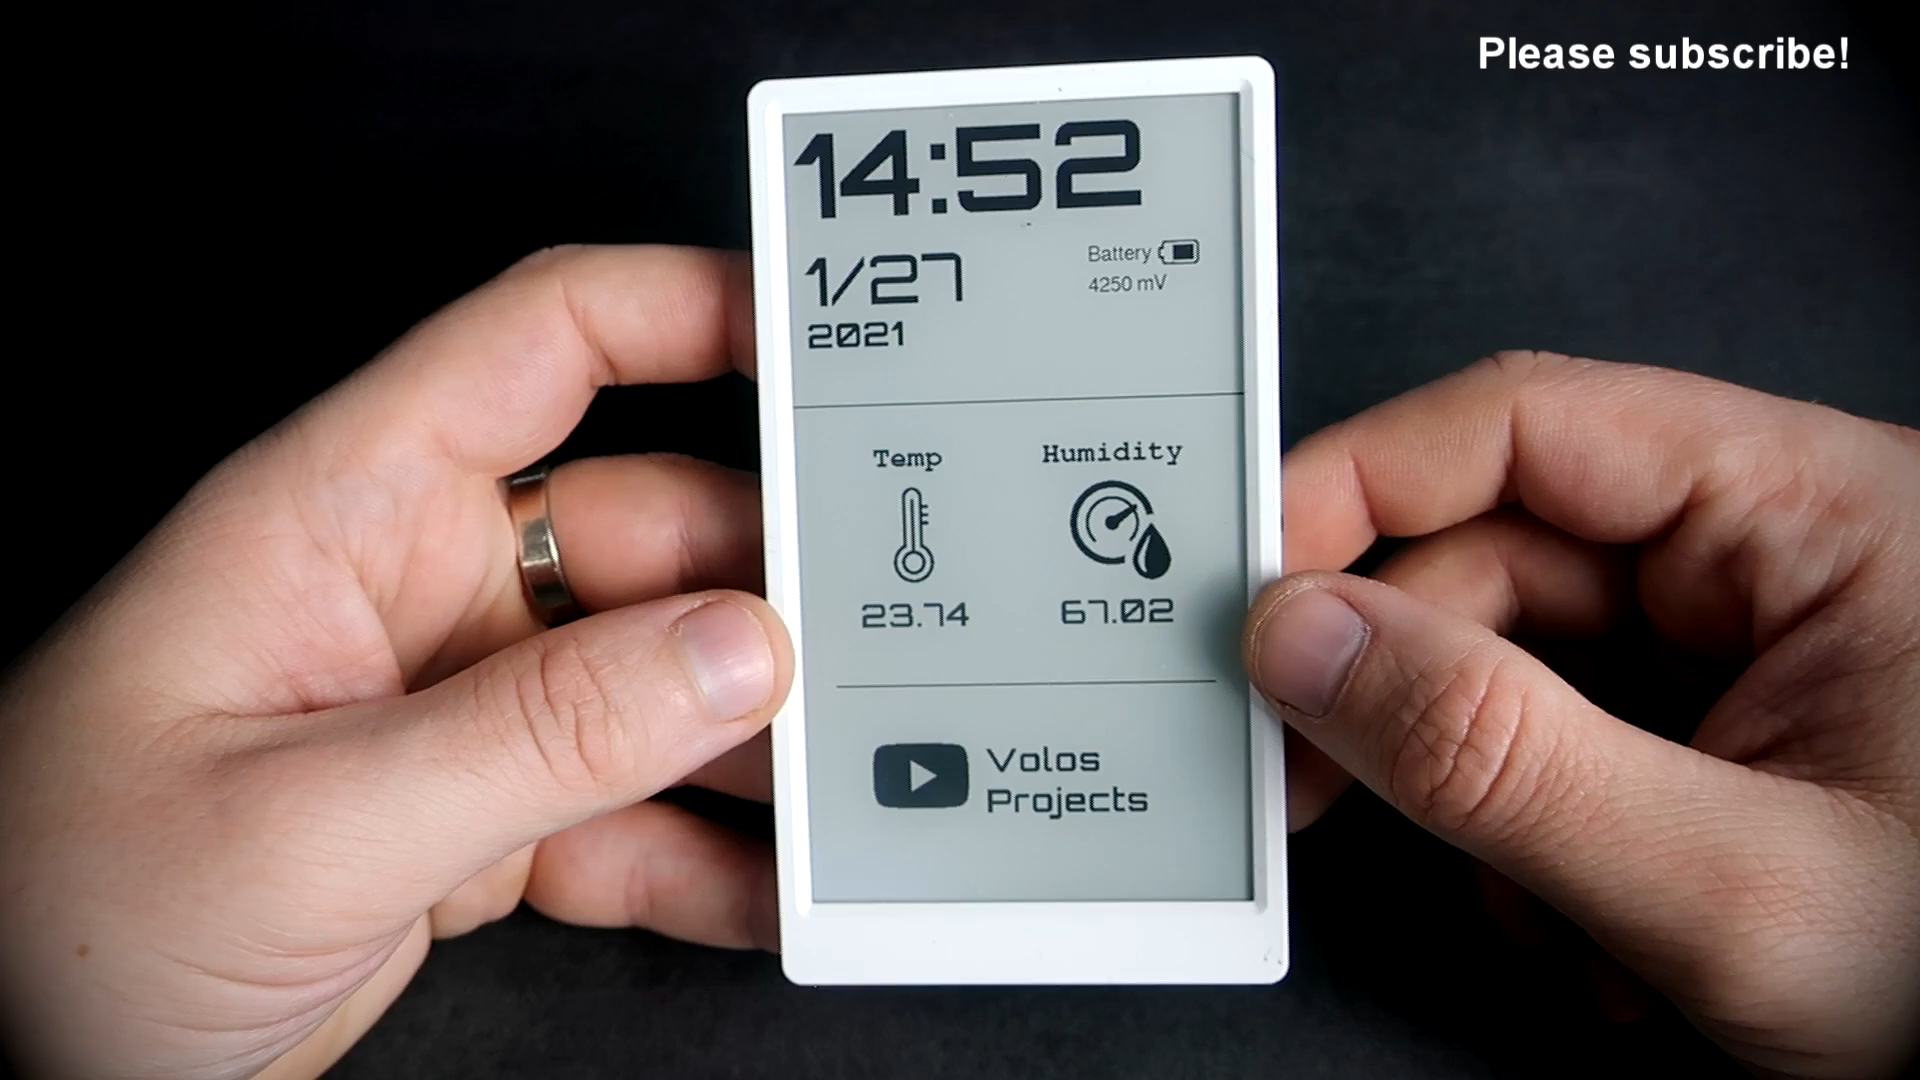 Please subscribe!
14:52
1/27
Battery
4250 mV
2021
Temp
Humidity
23.74
67.02
Volos
Projects